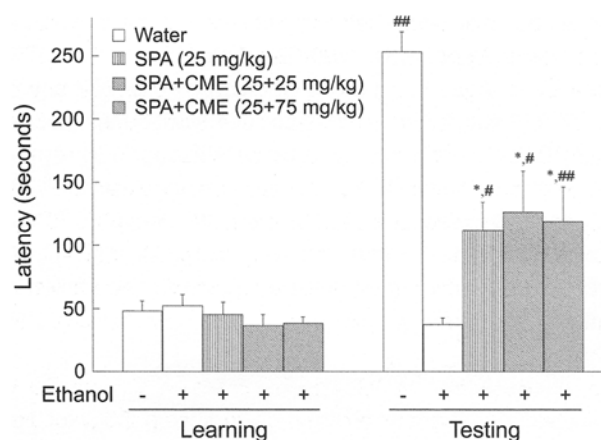 Water
SPA (25 mg/kg)
SPA+CME (25+25 mg/kg)
SPA+CME (25+75 mg/kg)
Latency (seconds)
250
200
150
100
50
0
##
*,#
*,#
*,##
Ethanol - + + + + - + + + +
Learning Testing